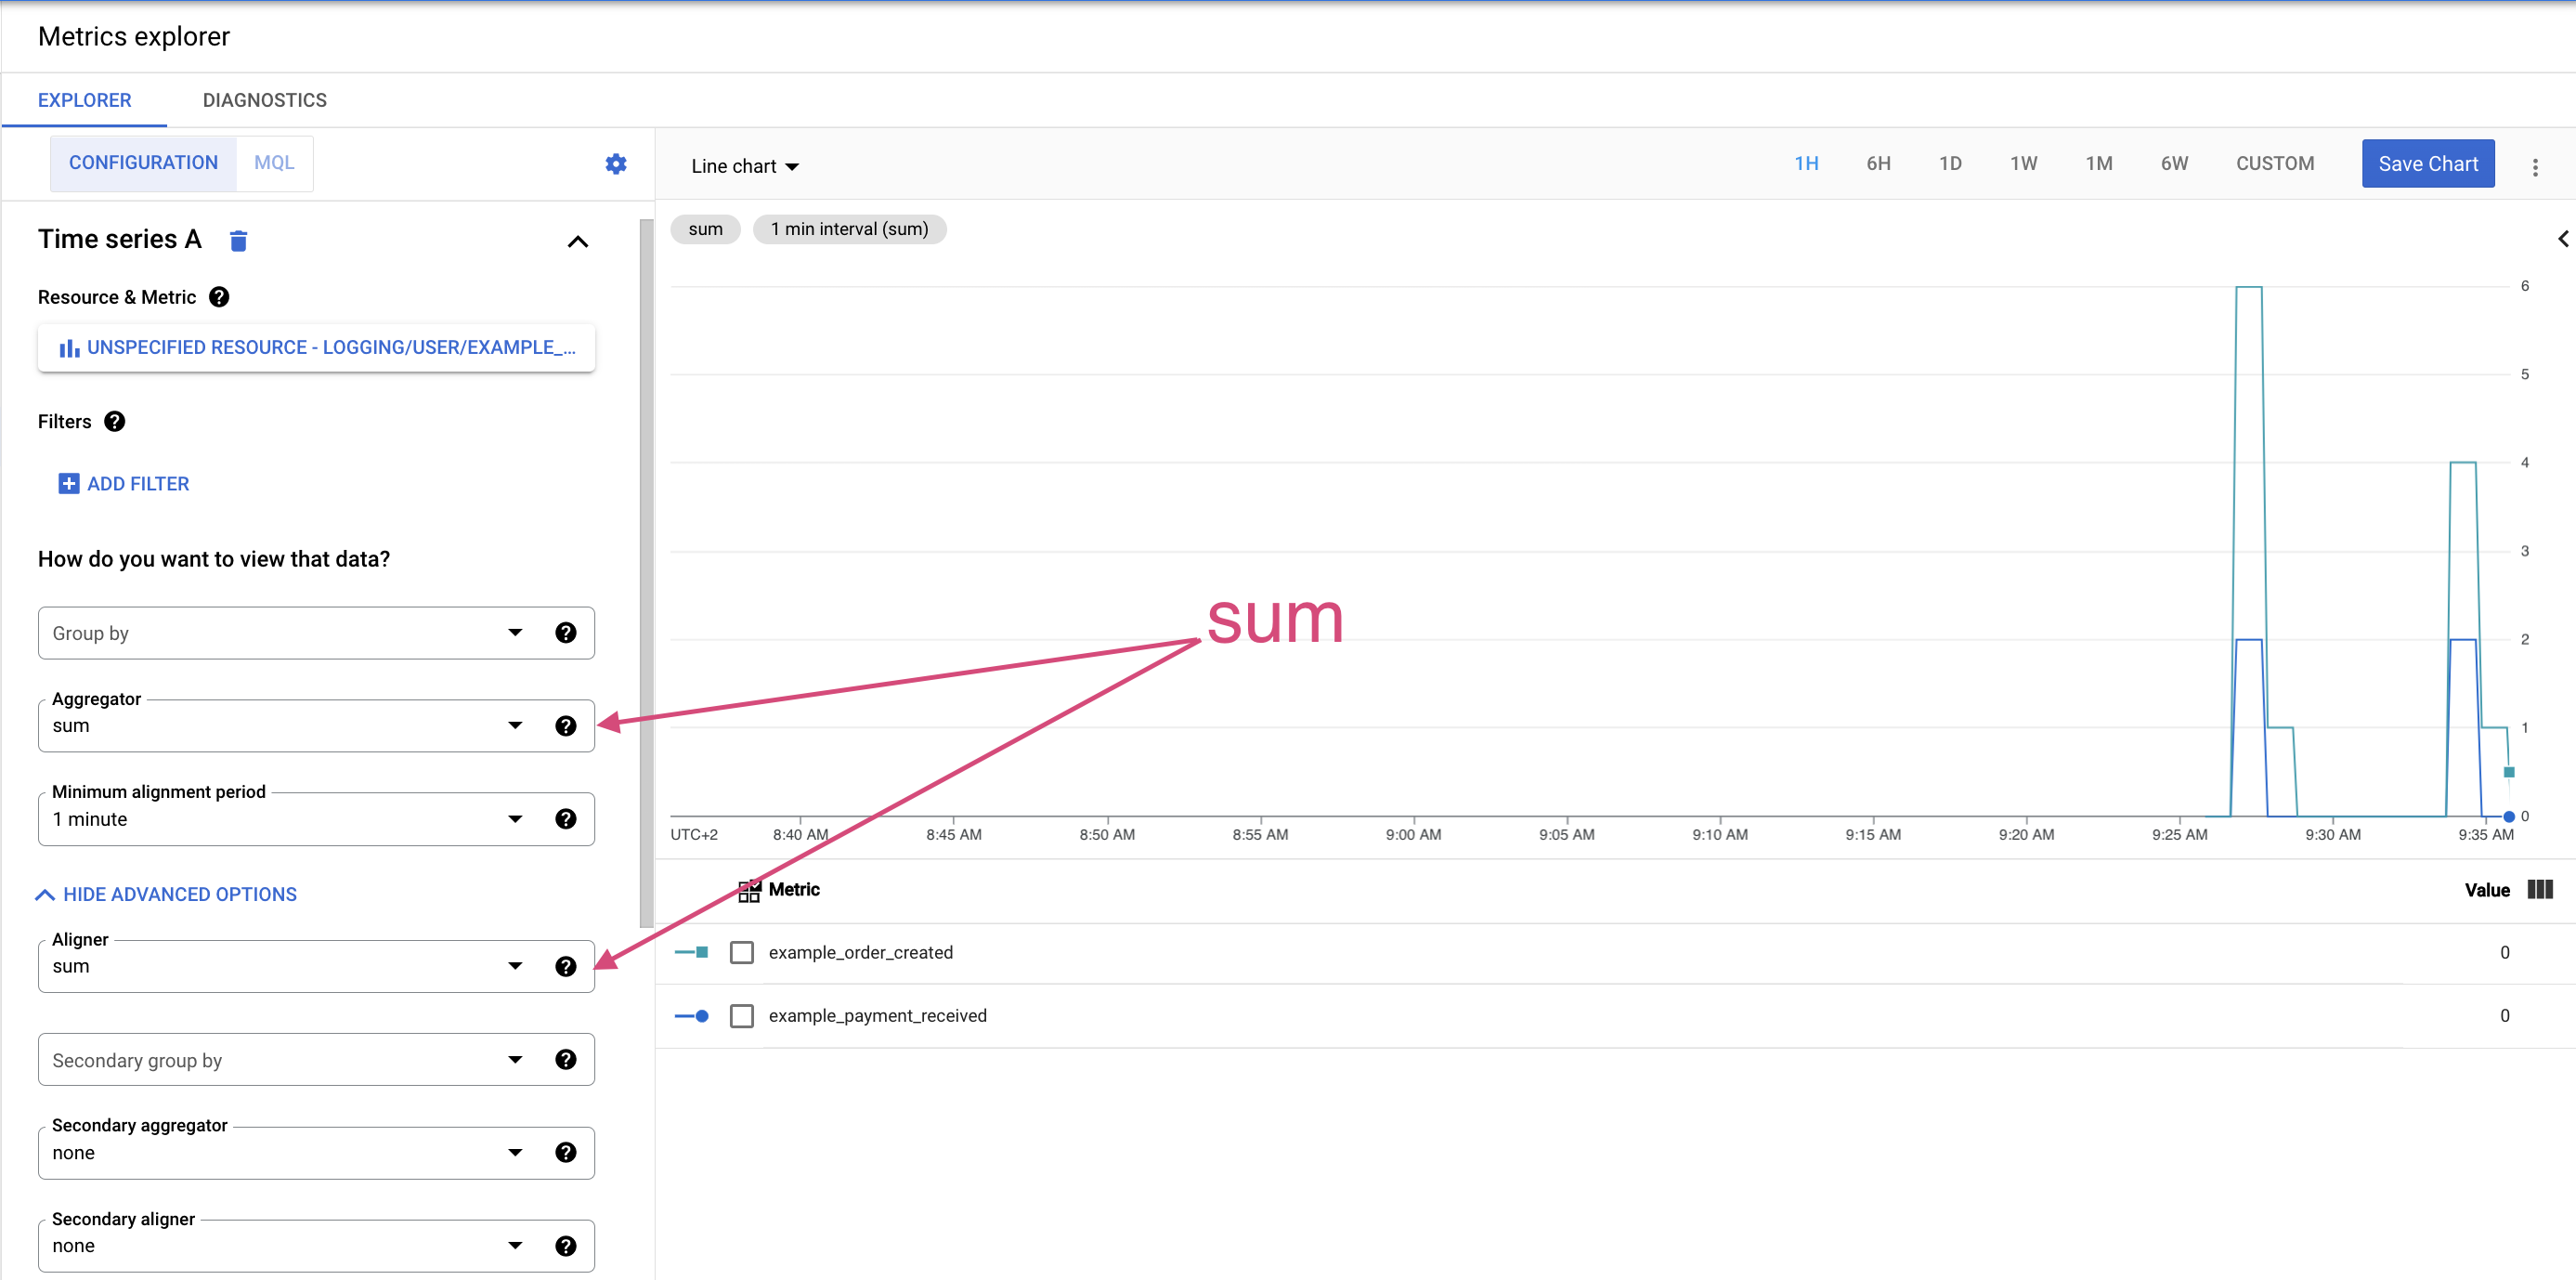 Metrics explorer
EXPLORER DIAGNOSTICS
CONFIGURATION MQL
Line chart 1H 6H 1D 1W 1M 6W CUSTOM Save Chart
Time series A
sum 1 min interval (sum)
Resource & Metric
UNSPECIFIED RESOURCE - LOGGING/USER/EXAMPLE_...
Filters
ADD FILTER
How do you want to view that data?
Group by
Aggregator
sum
Minimum alignment period
1 minute
HIDE ADVANCED OPTIONS
Aligner
sum
Secondary group by
Secondary aggregator
none
Secondary aligner
none
sum
6
5
4
3
2
1
0
UTC+2 8:40 AM 8:45 AM 8:50 AM 8:55 AM 9:00 AM 9:05 AM 9:10 AM 9:15 AM 9:20 AM 9:25 AM 9:30 AM 9:35 AM
Metric Value
example_order_created 0
example_payment_received 0